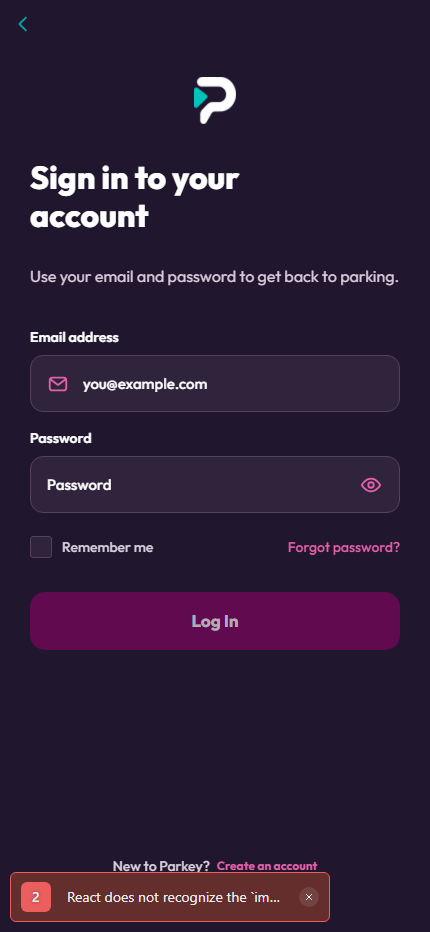 Sign in to your
account
Use your email and password to get back to parking.
Email address
you@example.com
Password
Password
Remember me
Forgot password?
Log In
New to Parkey? Create an account
2
React does not recognize the `im...